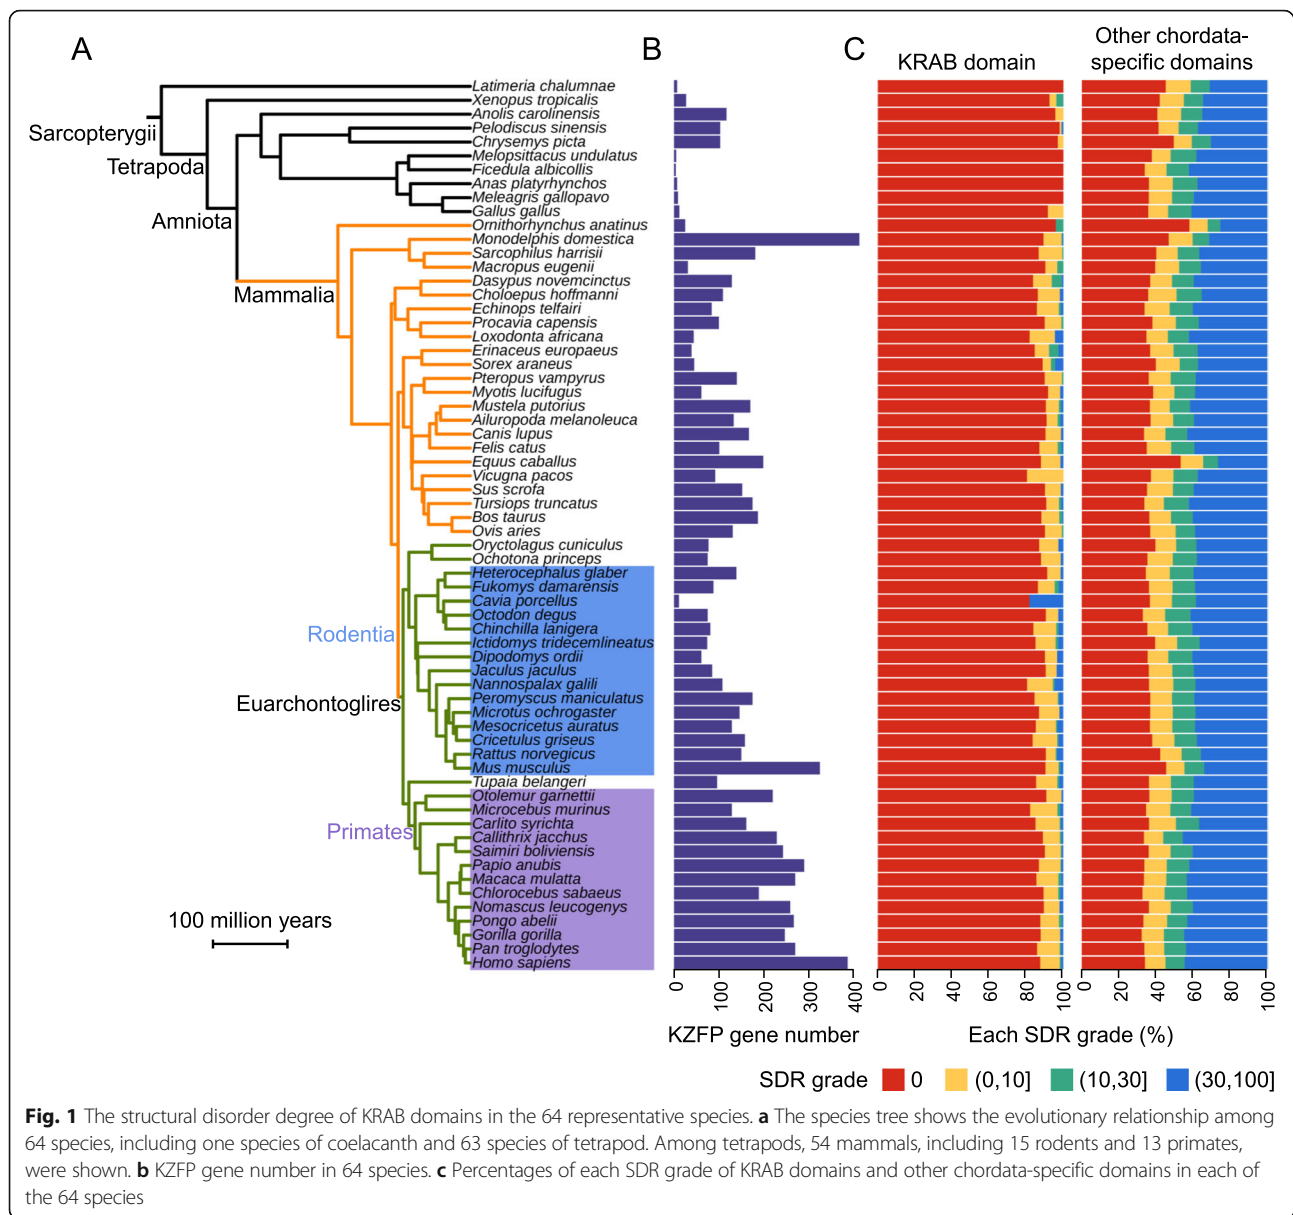 A
B
C
KRAB domain
Other chordata-
specific domains
Latimeria chalumnae
Xenopus tropicalis
Anolis carolinensis
Pelodiscus sinensis
Chrysemys picta
Melopsittacus undulatus
Ficedula albicollis
Anas platyrhynchos
Meleagris gallopavo
Gallus gallus
Ornithorhynchus anatinus
Monodelphis domestica
Sarcophilus harrisii
Macropus eugenii
Dasypus novemcinctus
Choloepus hoffmanni
Echinops telfairi
Procavia capensis
Loxodonta africana
Erinaceus europaeus
Sorex araneus
Pteropus vampyrus
Myotis lucifugus
Mustela putorius
Ailuropoda melanoleuca
Canis lupus
Felis catus
Equus caballus
Vicugna pacos
Sus scrofa
Tursiops truncatus
Bos taurus
Ovis aries
Oryctolagus cuniculus
Ochotona princeps
Heterocephalus glaber
Fukomys damarensis
Cavia porcellus
Octodon degus
Chinchilla lanigera
Ictidomys tridecemlineatus
Dipodomys ordii
Jaculus jaculus
Nannospalax galili
Peromyscus maniculatus
Microtus ochrogaster
Mesocricetus auratus
Cricetulus griseus
Rattus norvegicus
Mus musculus
Tupaia belangeri
Otolemur garnettii
Microcebus murinus
Carlito syrichta
Callithrix jacchus
Saimiri boliviensis
Papio anubis
Macaca mulatta
Chlorocebus sabaeus
Nomascus leucogenys
Pongo abelii
Gorilla gorilla
Pan troglodytes
Homo sapiens
Sarcopterygii
Tetrapoda
Amniota
Mammalia
Rodentia
Euarchontoglires
Primates
100 million years
0 100 200 300 400
KZFP gene number
0 20 40 60 80 100
0 20 40 60 80 100
Each SDR grade (%)
SDR grade 0 (0,10] (10,30] (30,100]
Fig. 1 The structural disorder degree of KRAB domains in the 64 representative species. a The species tree shows the evolutionary relationship among
64 species, including one species of coelacanth and 63 species of tetrapod. Among tetrapods, 54 mammals, including 15 rodents and 13 primates,
were shown. b KZFP gene number in 64 species. c Percentages of each SDR grade of KRAB domains and other chordata-specific domains in each of
the 64 species